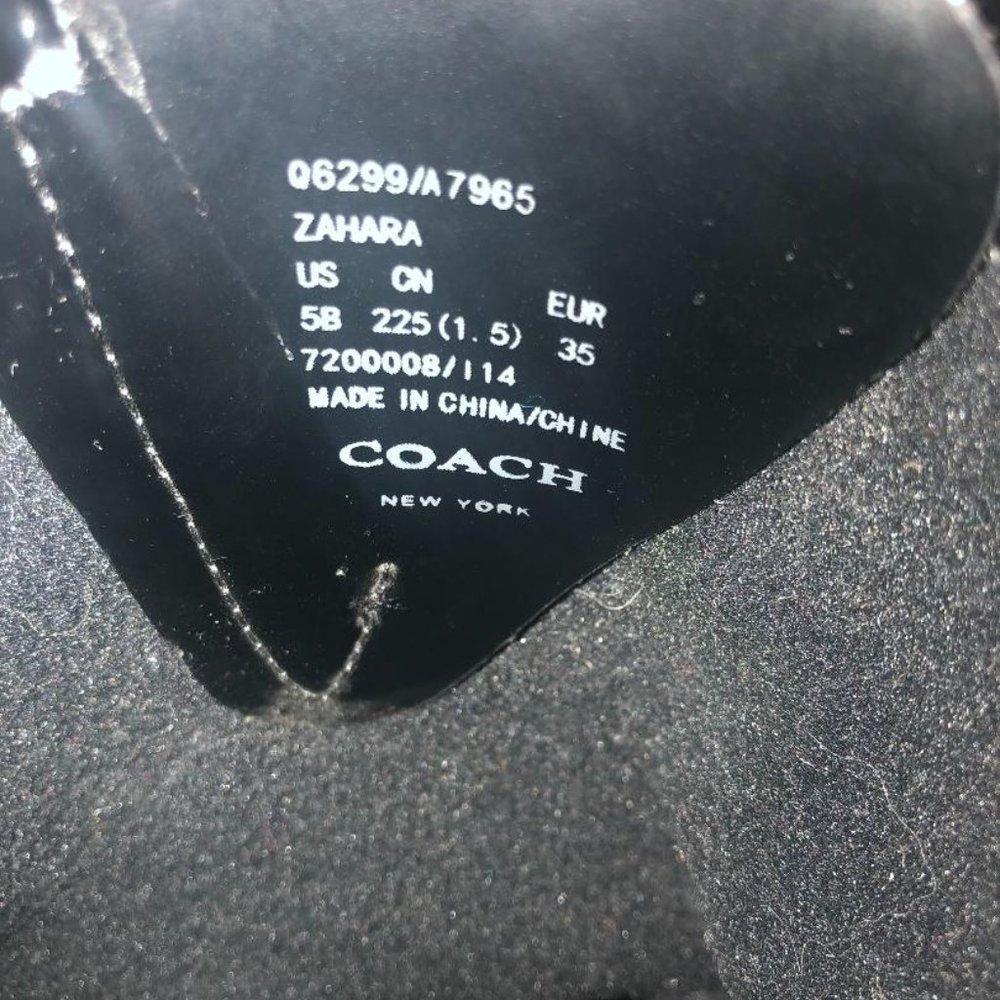 Q6299/A7965
ZAHARA
US CN EUR
5B 225(1.5) 35
7200008/I14
MADE IN CHINA/CHINE
COACH
NEW YORK